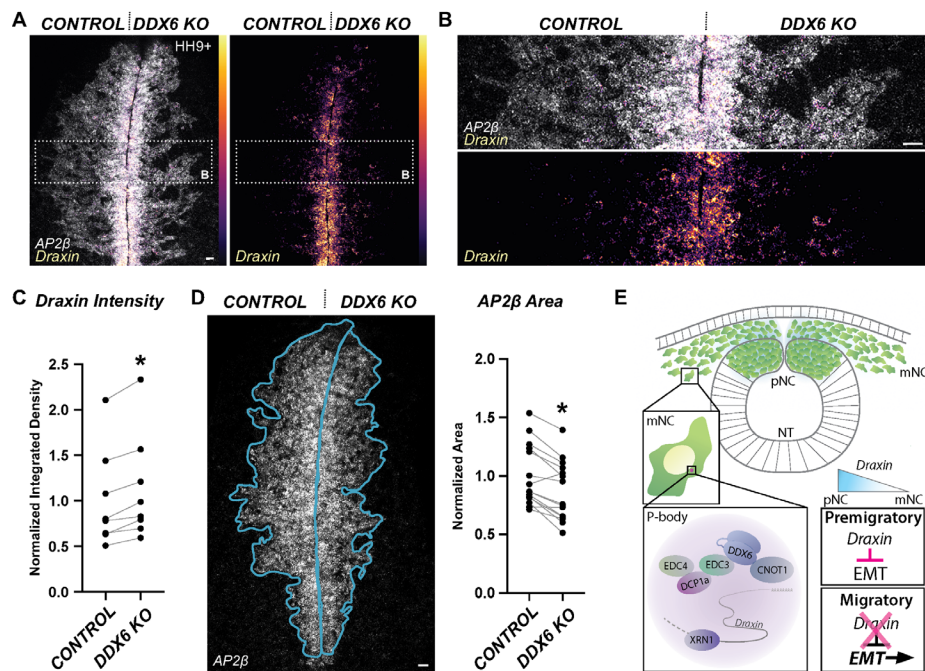 A
CONTROL
DDX6 KO
CONTROL
DDX6 KO
HH9+
B
AP2β
Draxin
B
Draxin
B
CONTROL
DDX6 KO
AP2β
Draxin
Draxin
C
Draxin Intensity
Normalized Integrated Density
2.5
2.0
1.5
1.0
0.5
0.0
*
CONTROL
DDX6 KO
D
CONTROL
DDX6 KO
AP2β
AP2β Area
Normalized Area
2.0
1.5
1.0
0.5
0.0
*
CONTROL
DDX6 KO
E
pNC
mNC
NT
mNC
Draxin
pNC
mNC
P-body
EDC4
EDC3
DDX6
CNOT1
DCP1a
Draxin
XRN1
Premigratory
Draxin
EMT
Migratory
Draxin
EMT